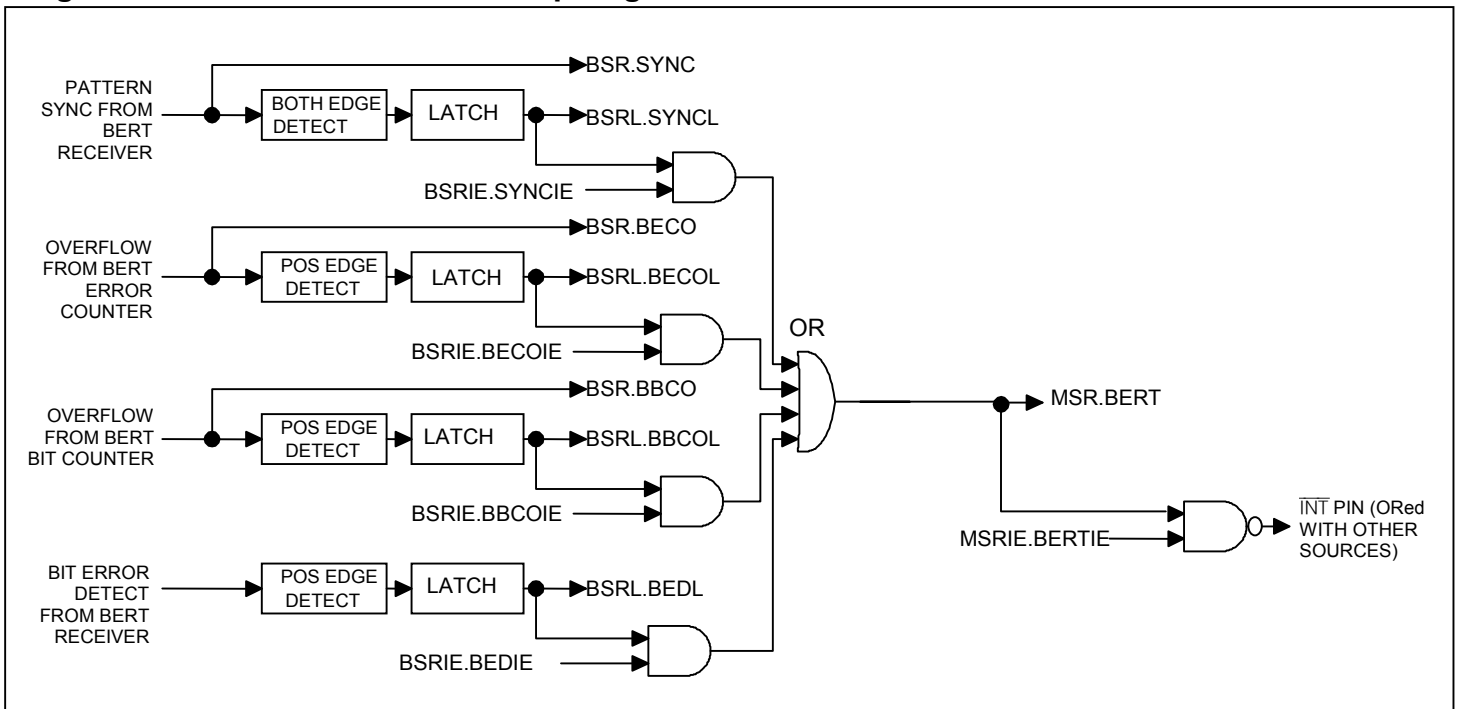 BSR.SYNC
PATTERN
SYNC FROM
BERT
RECEIVER
BOTH EDGE
DETECT
LATCH
BSRL.SYNCL
BSRIE.SYNCIE
BSR.BECO
OVERFLOW
FROM BERT
ERROR
COUNTER
POS EDGE
DETECT
LATCH
BSRL.BECOL
BSRIE.BECOIE
OR
BSR.BBCO
OVERFLOW
FROM BERT
BIT COUNTER
POS EDGE
DETECT
LATCH
BSRL.BBCOL
BSRIE.BBCOIE
MSR.BERT
MSRIE.BERTIE
INT PIN (ORed
WITH OTHER
SOURCES)
BIT ERROR
DETECT
FROM BERT
RECEIVER
POS EDGE
DETECT
LATCH
BSRL.BEDL
BSRIE.BEDIE